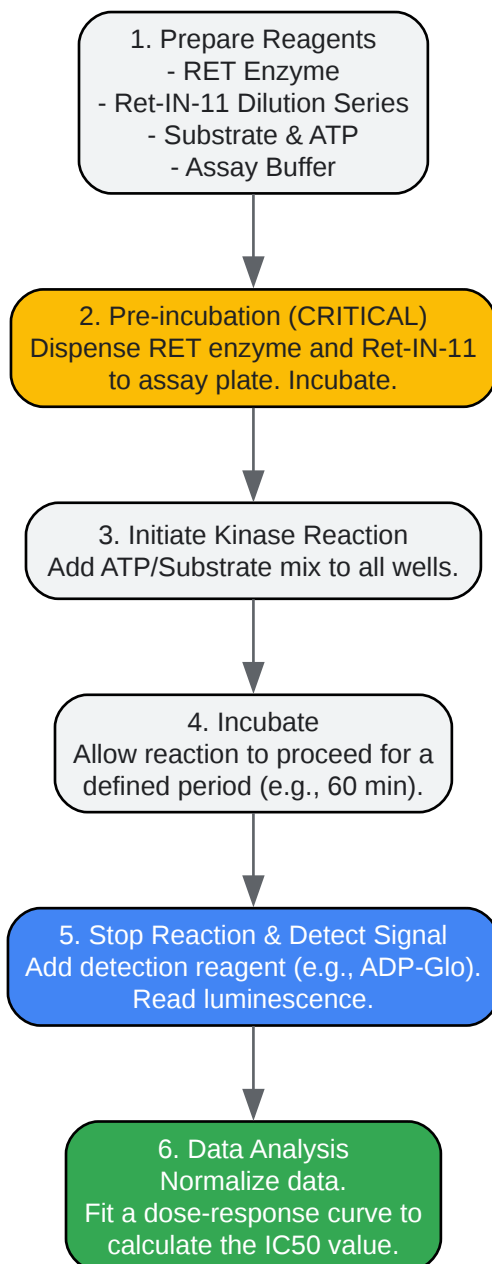 1. Prepare Reagents
- RET Enzyme
- Ret-IN-11 Dilution Series
- Substrate & ATP
- Assay Buffer
2. Pre-incubation (CRITICAL)
Dispense RET enzyme and Ret-IN-11
to assay plate. Incubate.
3. Initiate Kinase Reaction
Add ATP/Substrate mix to all wells.
4. Incubate
Allow reaction to proceed for a
defined period (e.g., 60 min).
5. Stop Reaction & Detect Signal
Add detection reagent (e.g., ADP-Glo).
Read luminescence.
6. Data Analysis
Normalize data.
Fit a dose-response curve to
calculate the IC50 value.